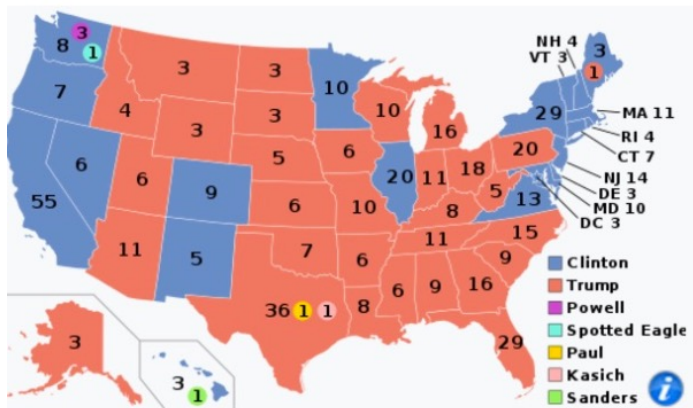 NH 4
VT 3
3
1
8
3
1
7
4
3
3
3
3
10
10
16
29
MA 11
RI 4
CT 7
NJ 14
DE 3
MD 10
DC 3
55
6
6
9
5
6
6
10
20
11
18
20
5
13
8
11
5
7
6
11
15
9
36
1
1
8
6
9
16
29
3
3
1
Clinton
Trump
Powell
Spotted Eagle
Paul
Kasich
Sanders
i